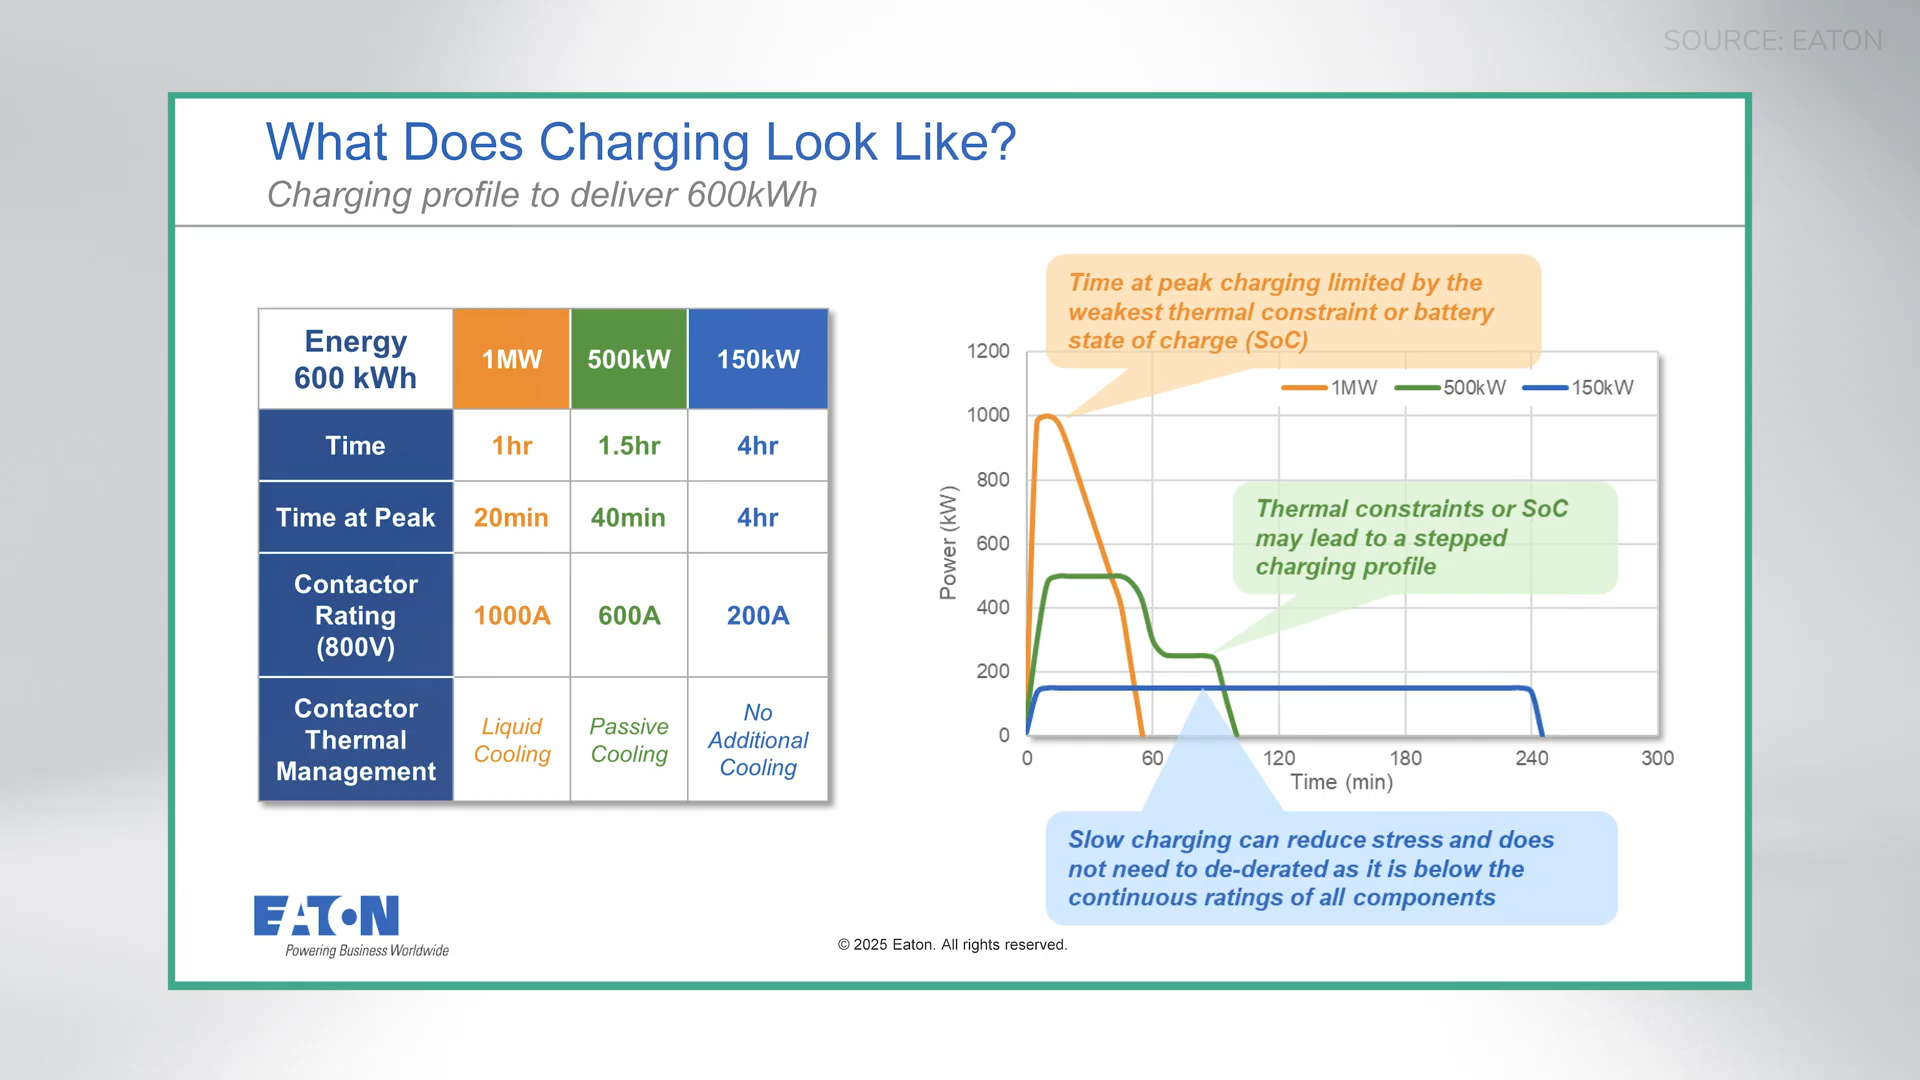 SOURCE: EATON
What Does Charging Look Like?
Charging profile to deliver 600kWh
Energy
600 kWh
1MW
500kW
150kW
Time
1hr
1.5hr
4hr
Time at Peak
20min
40min
4hr
Contactor
Rating
(800V)
1000A
600A
200A
Contactor
Thermal
Management
Liquid
Cooling
Passive
Cooling
No
Additional
Cooling
Time at peak charging limited by the
weakest thermal constraint or battery
state of charge (SoC)
1MW
500kW
150kW
Thermal constraints or SoC
may lead to a stepped
charging profile
Power (kW)
1200
1000
800
600
400
200
0
0
60
120
180
240
300
Time (min)
Slow charging can reduce stress and does
not need to de-derated as it is below the
continuous ratings of all components
EATON
Powering Business Worldwide
© 2025 Eaton. All rights reserved.